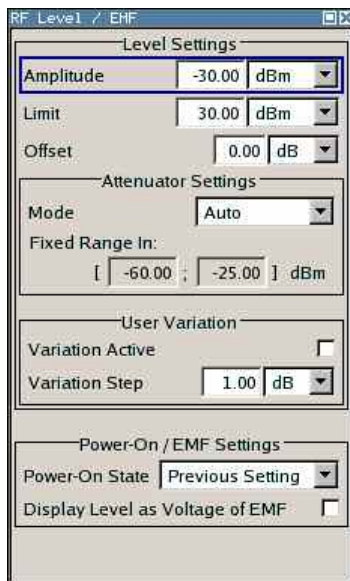 RF Level / EMF
Level Settings
Amplitude -30.00 dBm
Limit 30.00 dBm
Offset 0.00 dB
Attenuator Settings
Mode Auto
Fixed Range In:
[ -60.00 ; -25.00 ] dBm
User Variation
Variation Active
Variation Step 1.00 dB
Power-On / EMF Settings
Power-On State Previous Setting
Display Level as Voltage of EMF